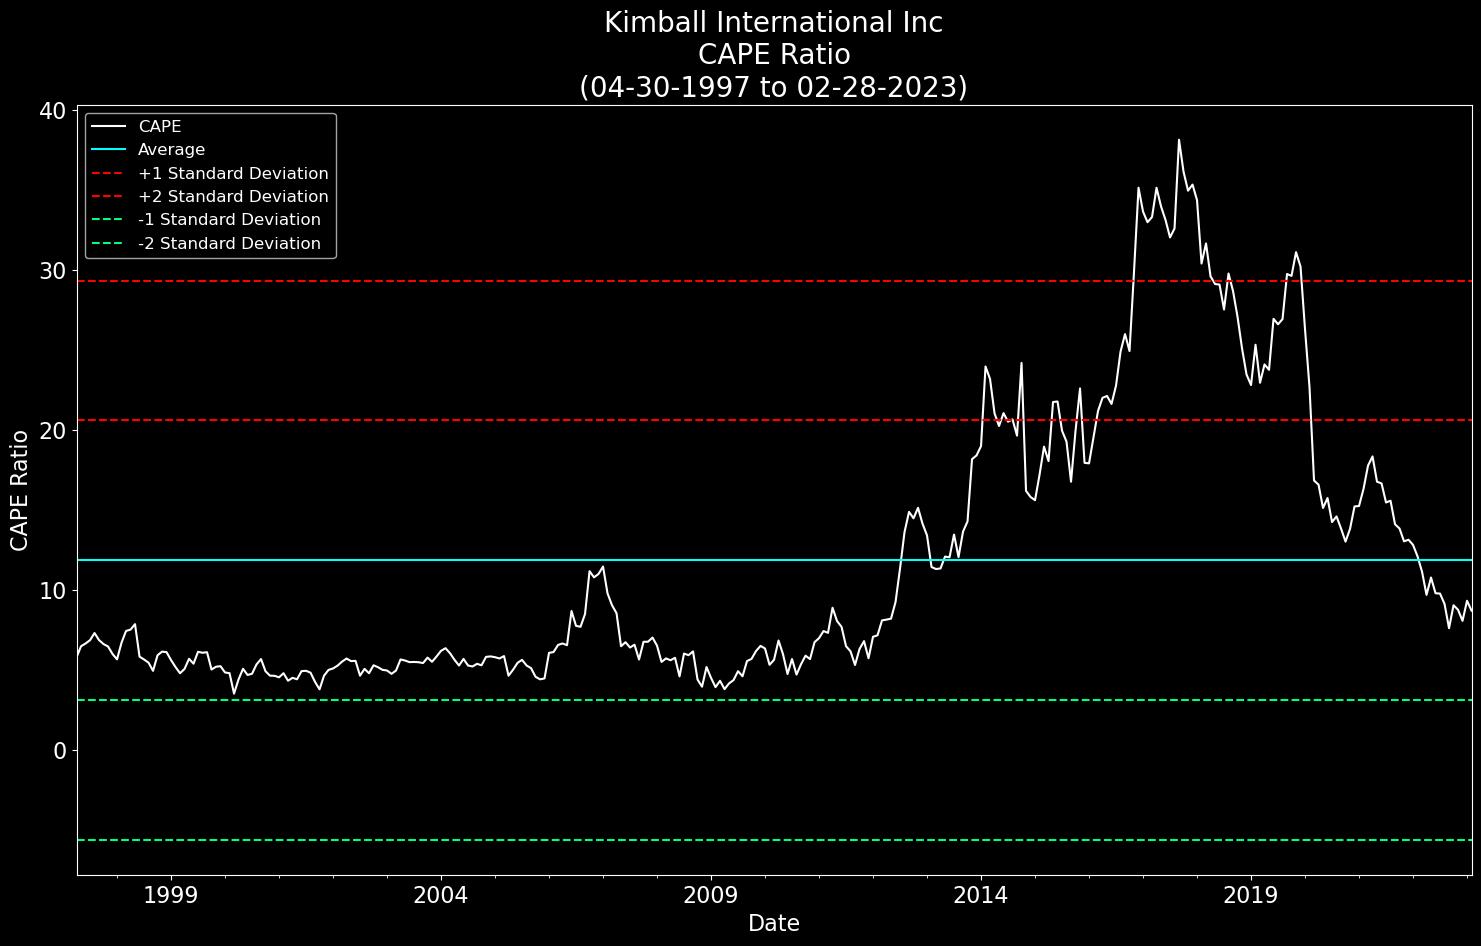 Kimball International Inc
CAPE Ratio
(04-30-1997 to 02-28-2023)
40
30
20
10
0
CAPE Ratio
CAPE
Average
+1 Standard Deviation
+2 Standard Deviation
-1 Standard Deviation
-2 Standard Deviation
1999
2004
2009
2014
2019
Date